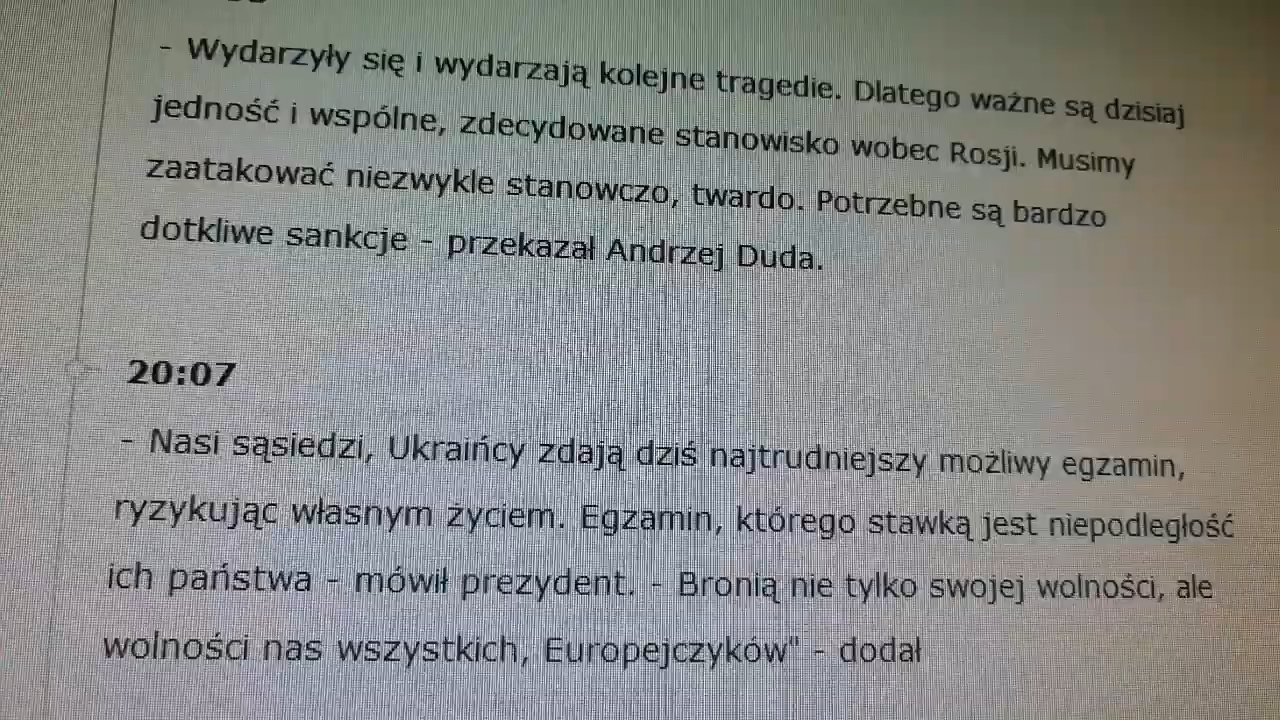 - Wydarzyły się i wydarzają kolejne tragedie. Dlatego ważne są dzisiaj
jedność i wspólne, zdecydowane stanowisko wobec Rosji. Musimy
zaatakować niezwykle stanowczo, twardo. Potrzebne są bardzo
dotkliwe sankcje - przekazał Andrzej Duda.
20:07
- Nasi sąsiedzi, Ukraińcy zdają dziś najtrudniejszy możliwy egzamin,
ryzykując własnym życiem. Egzamin, którego stawką jest niepodległość
ich państwa - mówił prezydent. - Bronią nie tylko swojej wolności, ale
wolności nas wszystkich, Europejczyków" - dodał